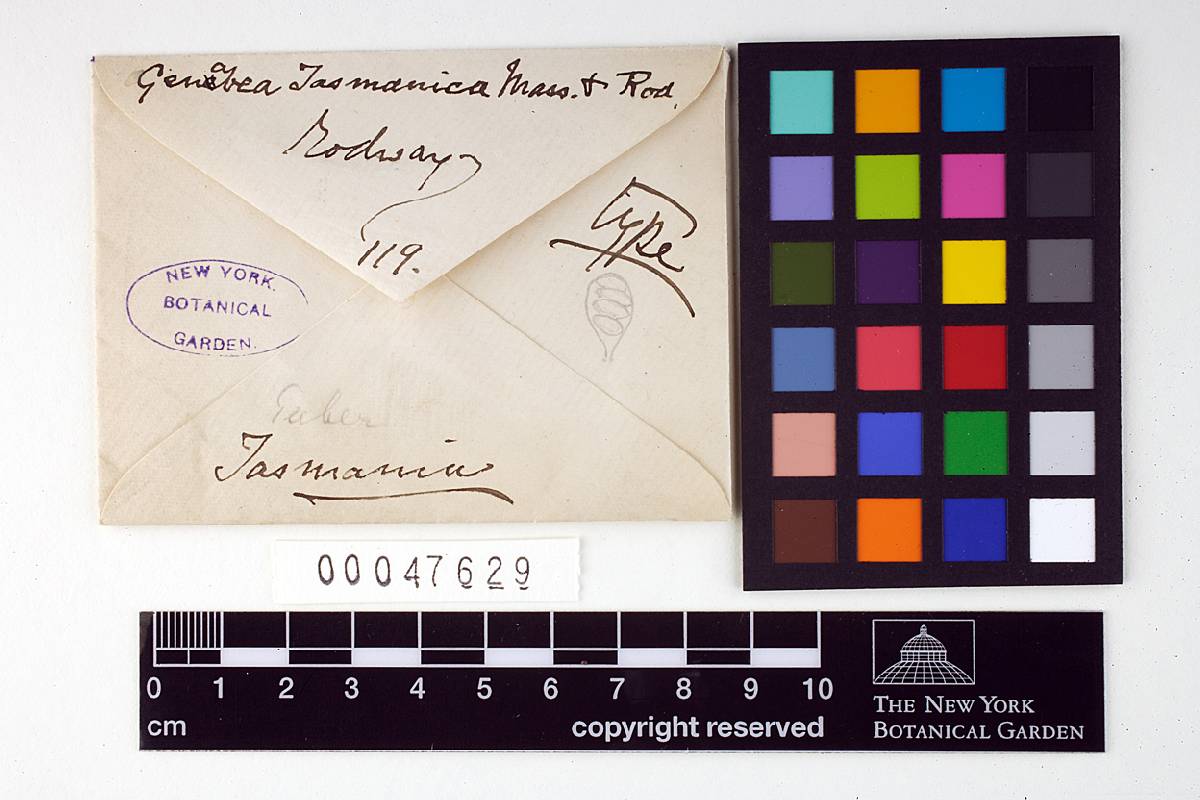 Genabea Tasmanica Mass. & Rod.
Rodway
119.
Type
NEW YORK.
BOTANICAL
GARDEN.
Tuber
Tasmania
00047629
0 1 2 3 4 5 6 7 8 9 10
cm
copyright reserved
THE NEW YORK
BOTANICAL GARDEN